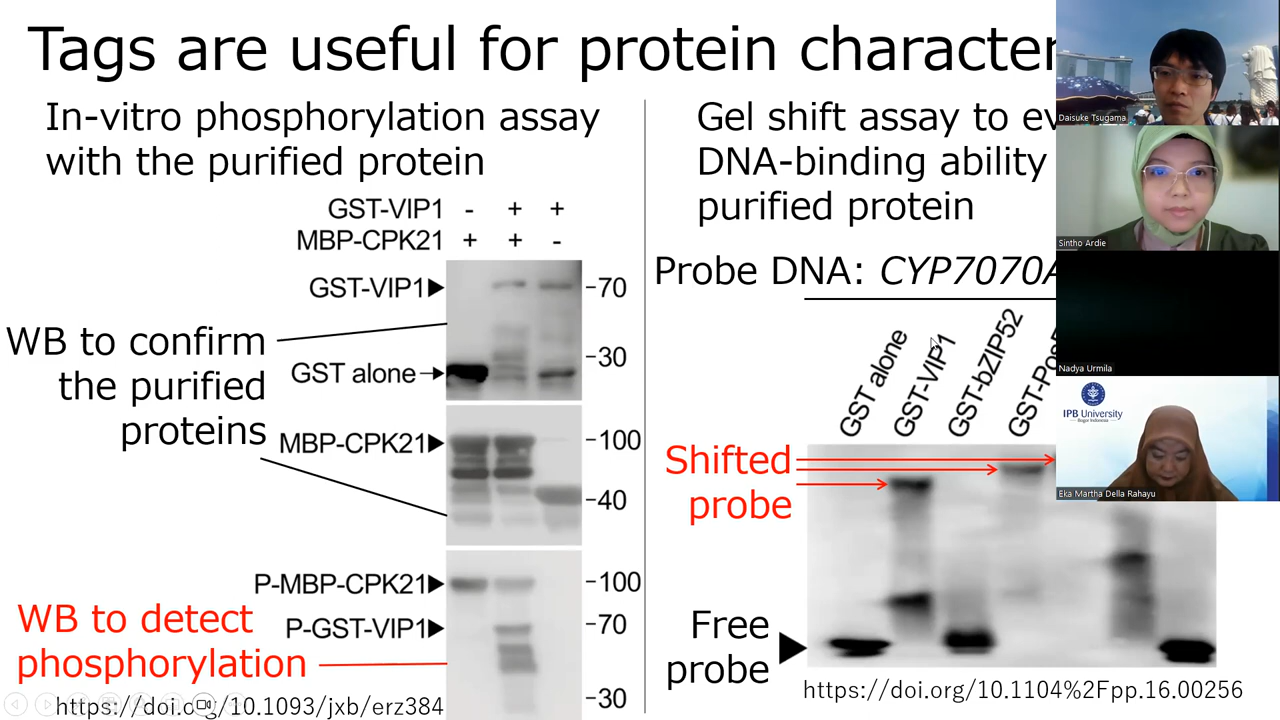 Tags are useful for protein character
In-vitro phosphorylation assay
with the purified protein
GST-VIP1 - + +
MBP-CPK21 + + -
GST-VIP1
-70
WB to confirm
the purified
proteins
-30
GST alone
MBP-CPK21
-100
-40
P-MBP-CPK21
-100
WB to detect
phosphorylation
P-GST-VIP1
-70
-30
https://doi.org/10.1093/jxb/erz384
Gel shift assay to ev
DNA-binding ability
purified protein
Probe DNA: CYP7070A
GST alone
GST-VIP1
GST-bZIP52
Shifted
probe
Free
probe
https://doi.org/10.1104%2Fpp.16.00256
Daisuke Tsugama
Sintho Ardie
Nadya Urmila
IPB University
Bogor Indonesia
Eka Martha Della Rahayu